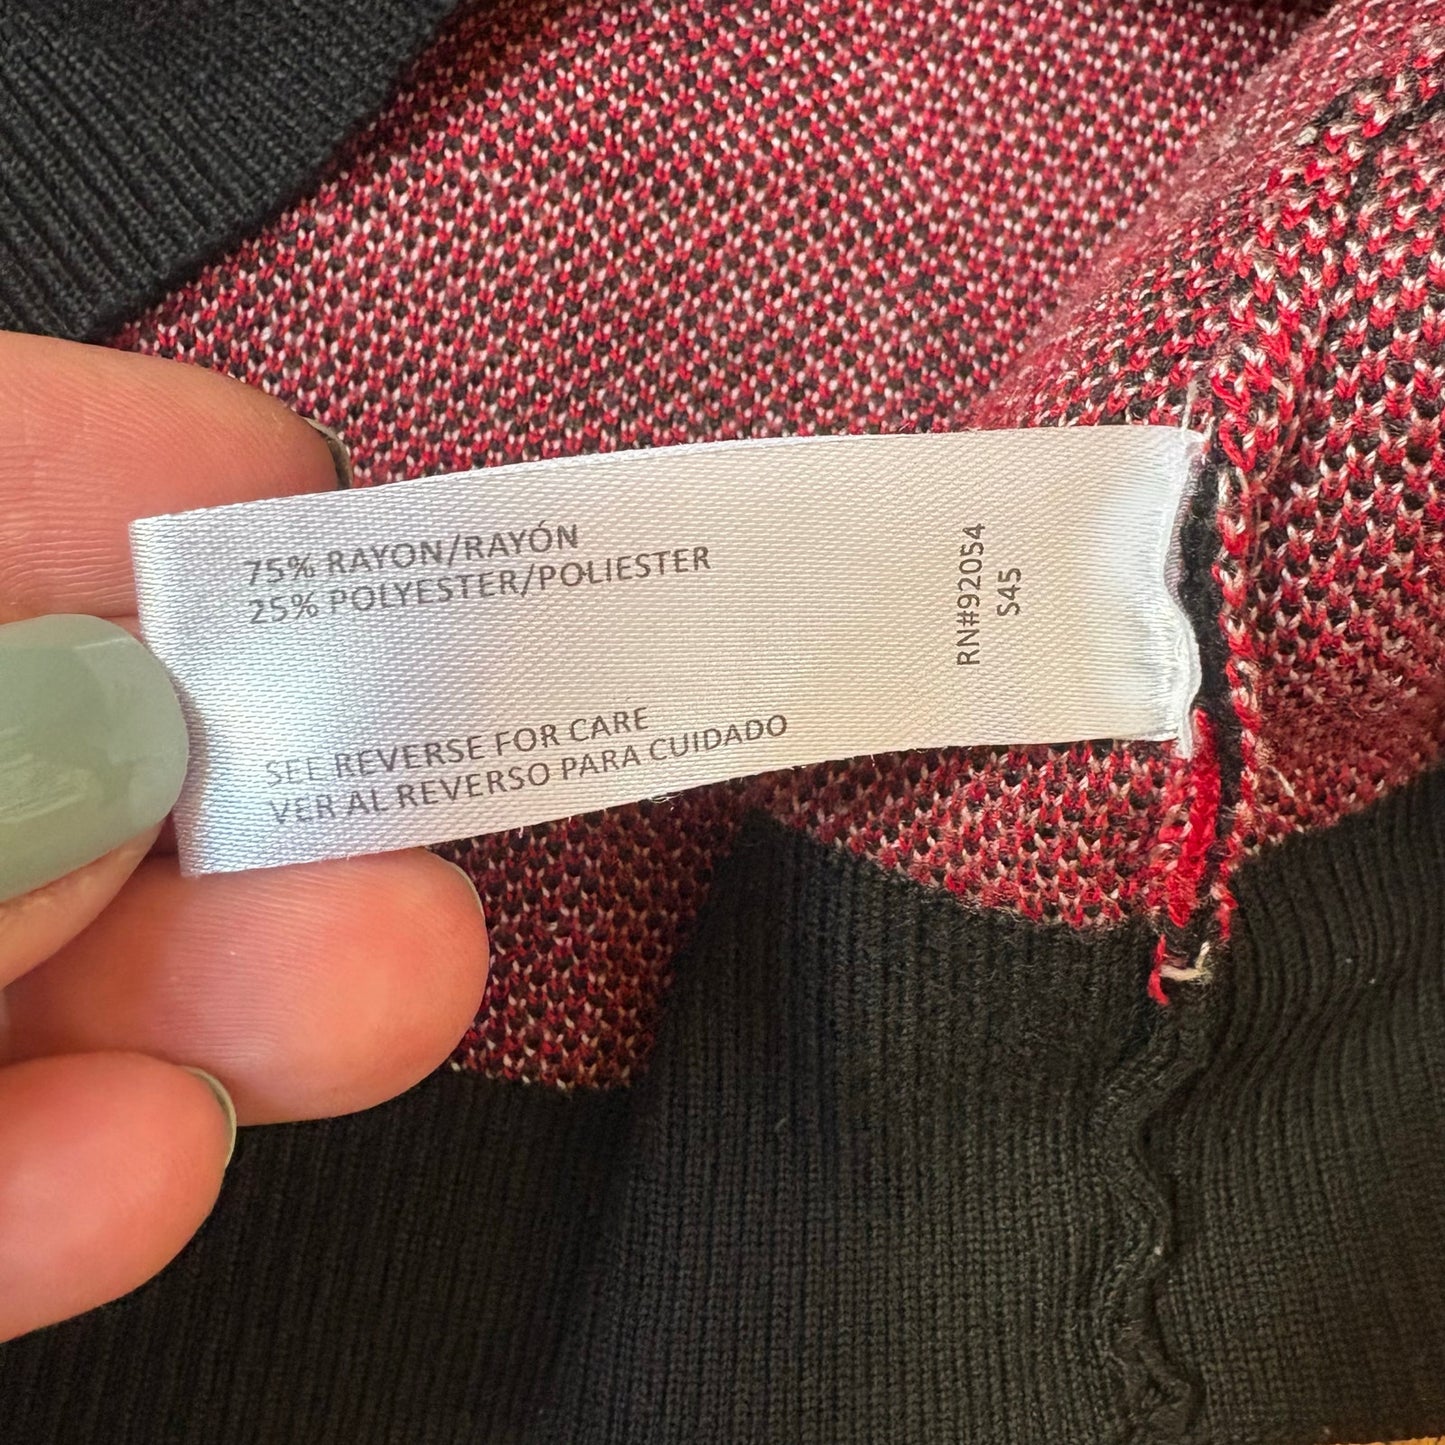 75% RAYON/RAYÓN
25% POLYESTER/POLIESTER
SEE REVERSE FOR CARE
VER AL REVERSO PARA CUIDADO
RN#92054
S45